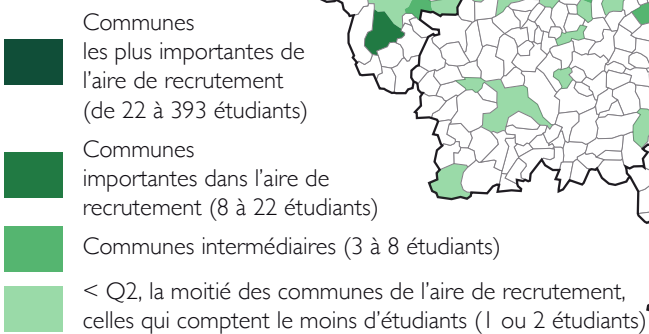 Communes
les plus importantes de
l'aire de recrutement
(de 22 à 393 étudiants)
Communes
importantes dans l'aire de
recrutement (8 à 22 étudiants)
Communes intermédiaires (3 à 8 étudiants)
< Q2, la moitié des communes de l'aire de recrutement,
celles qui comptent le moins d'étudiants (1 ou 2 étudiants)